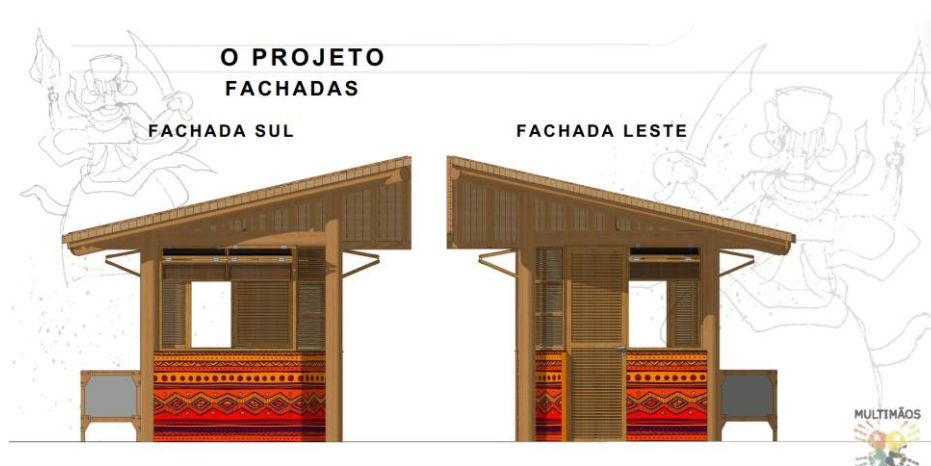 O PROJETO
FACHADAS
FACHADA SUL
FACHADA LESTE
MULTIMÃOS